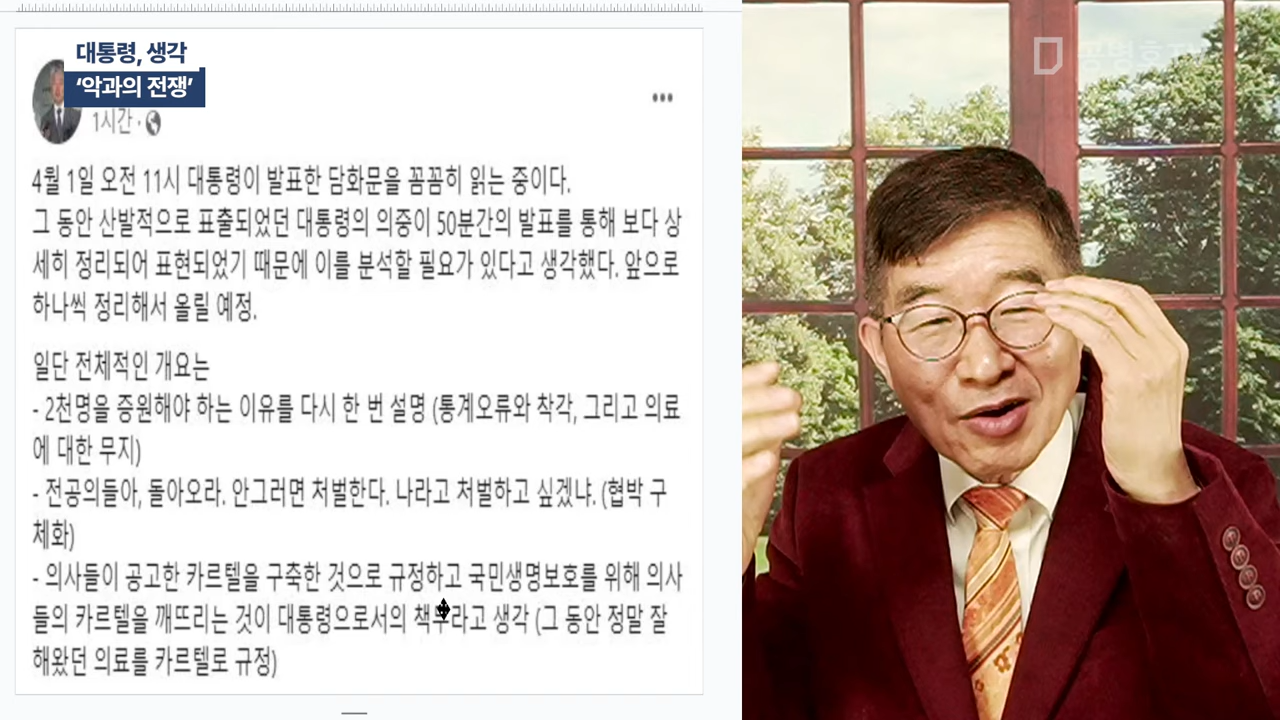 대통령, 생각
‘악과의 전쟁’
1시간 ·
4월 1일 오전 11시 대통령이 발표한 담화문을 꼼꼼히 읽는 중이다.
그 동안 산발적으로 표출되었던 대통령의 의중이 50분간의 발표를 통해 보다 상
세히 정리되어 표현되었기 때문에 이를 분석할 필요가 있다고 생각했다. 앞으로
하나씩 정리해서 올릴 예정.
일단 전체적인 개요는
- 2천명을 증원해야 하는 이유를 다시 한 번 설명 (통계오류와 착각, 그리고 의료
에 대한 무지)
- 전공의들아, 돌아오라. 안그러면 처벌한다. 나라고 처벌하고 싶겠냐. (협박 구
체화)
- 의사들이 공고한 카르텔을 구축한 것으로 규정하고 국민생명보호를 위해 의사
들의 카르텔을 깨뜨리는 것이 대통령으로서의 책무라고 생각 (그 동안 정말 잘
해왔던 의료를 카르텔로 규정)